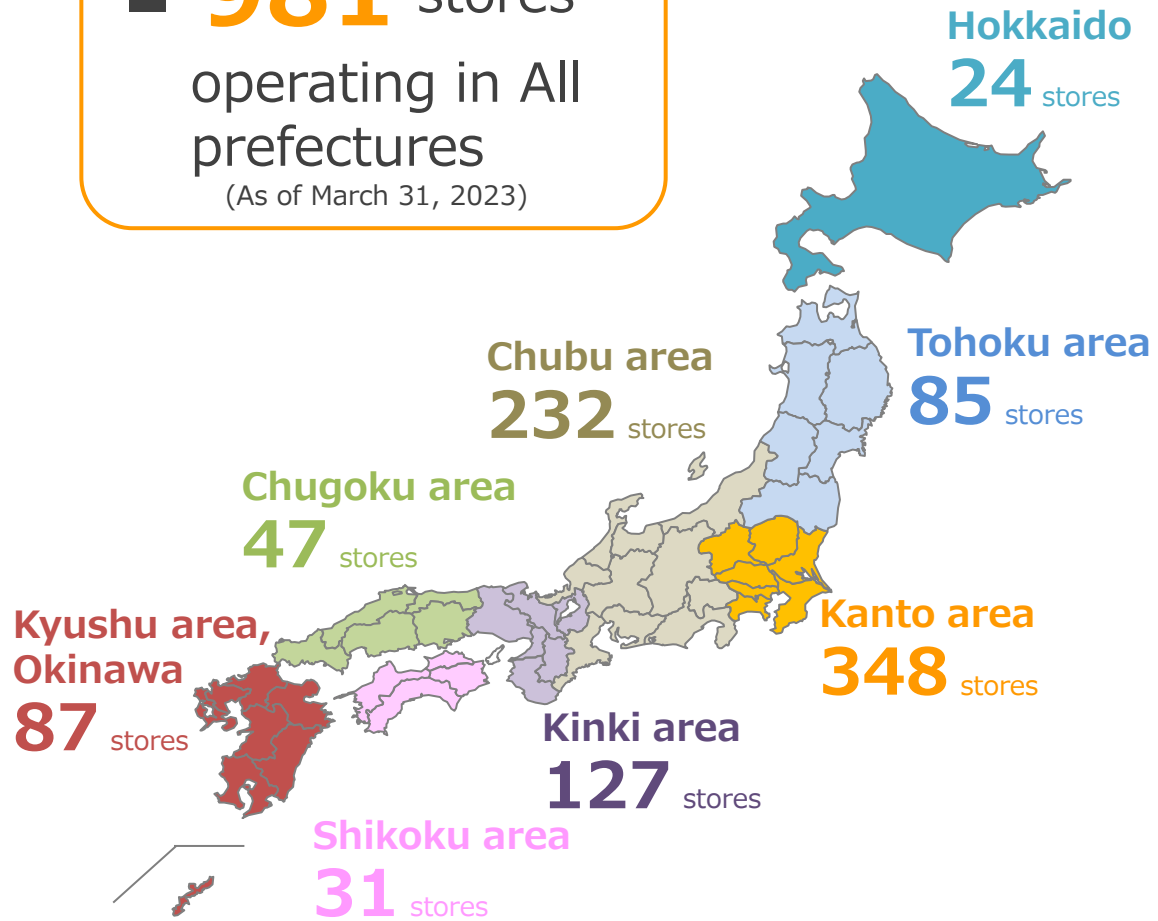 981 stores
operating in All
prefectures
(As of March 31, 2023)
Hokkaido
24 stores
Tohoku area
85 stores
Chubu area
232 stores
Chugoku area
47 stores
Kyushu area,
Okinawa
87 stores
Kanto area
348 stores
Kinki area
127 stores
Shikoku area
31 stores